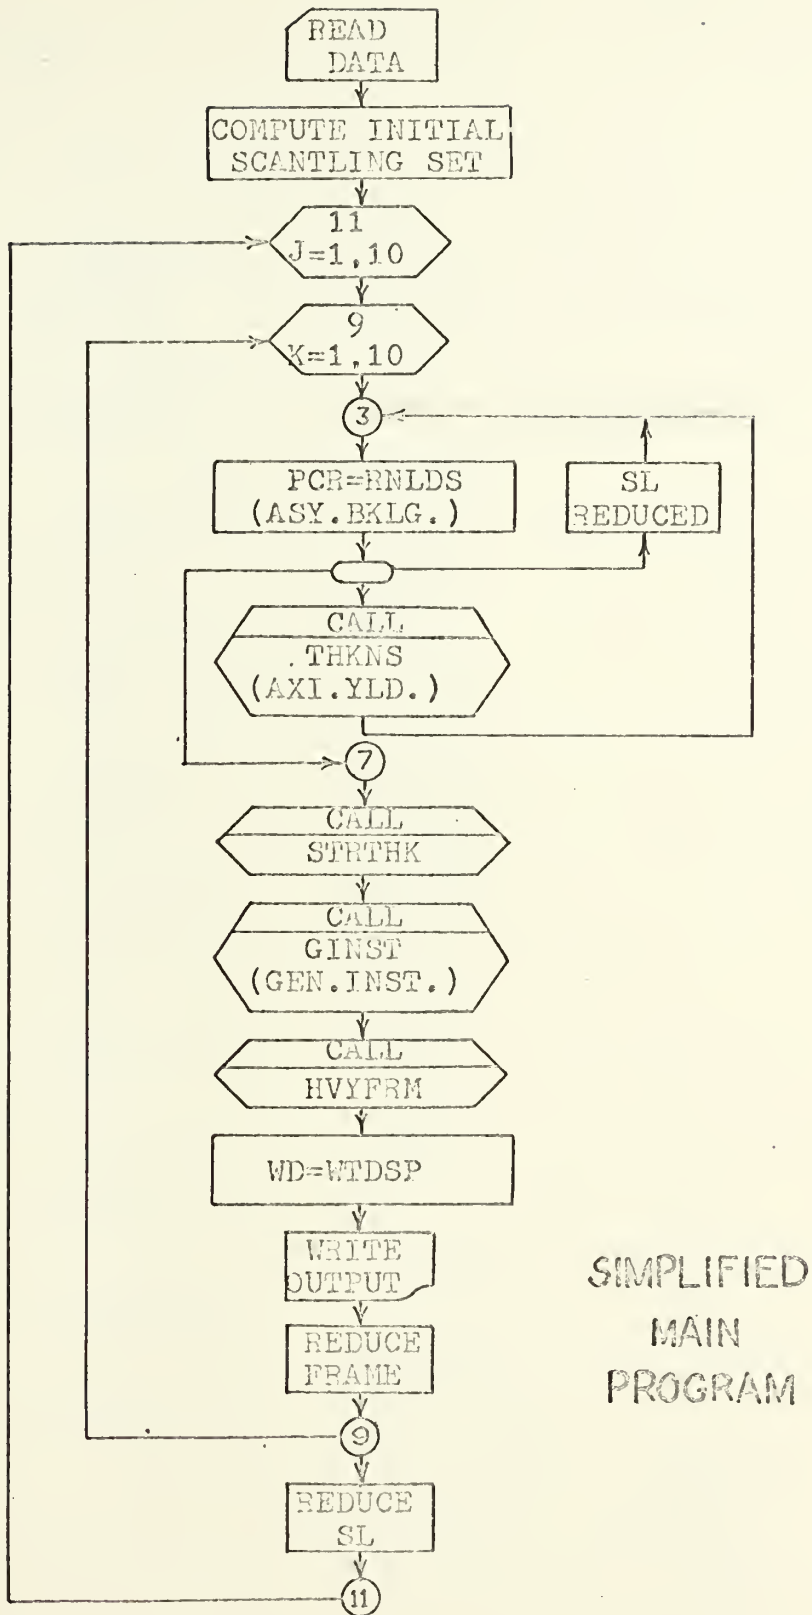 READ
DATA
COMPUTE INITIAL
SCANTLING SET
11
J=1,10
9
K=1,10
3
PCR=RNLDS
(ASY.BKLG.)
SL
REDUCED
CALL
THKNS
(AXI.YLD.)
7
CALL
STRTHK
CALL
GINST
(GEN.INST.)
CALL
HVYFRM
WD=WTDSP
WRITE
OUTPUT
REDUCE
FRAME
9
REDUCE
SL
11
SIMPLIFIED
MAIN
PROGRAM